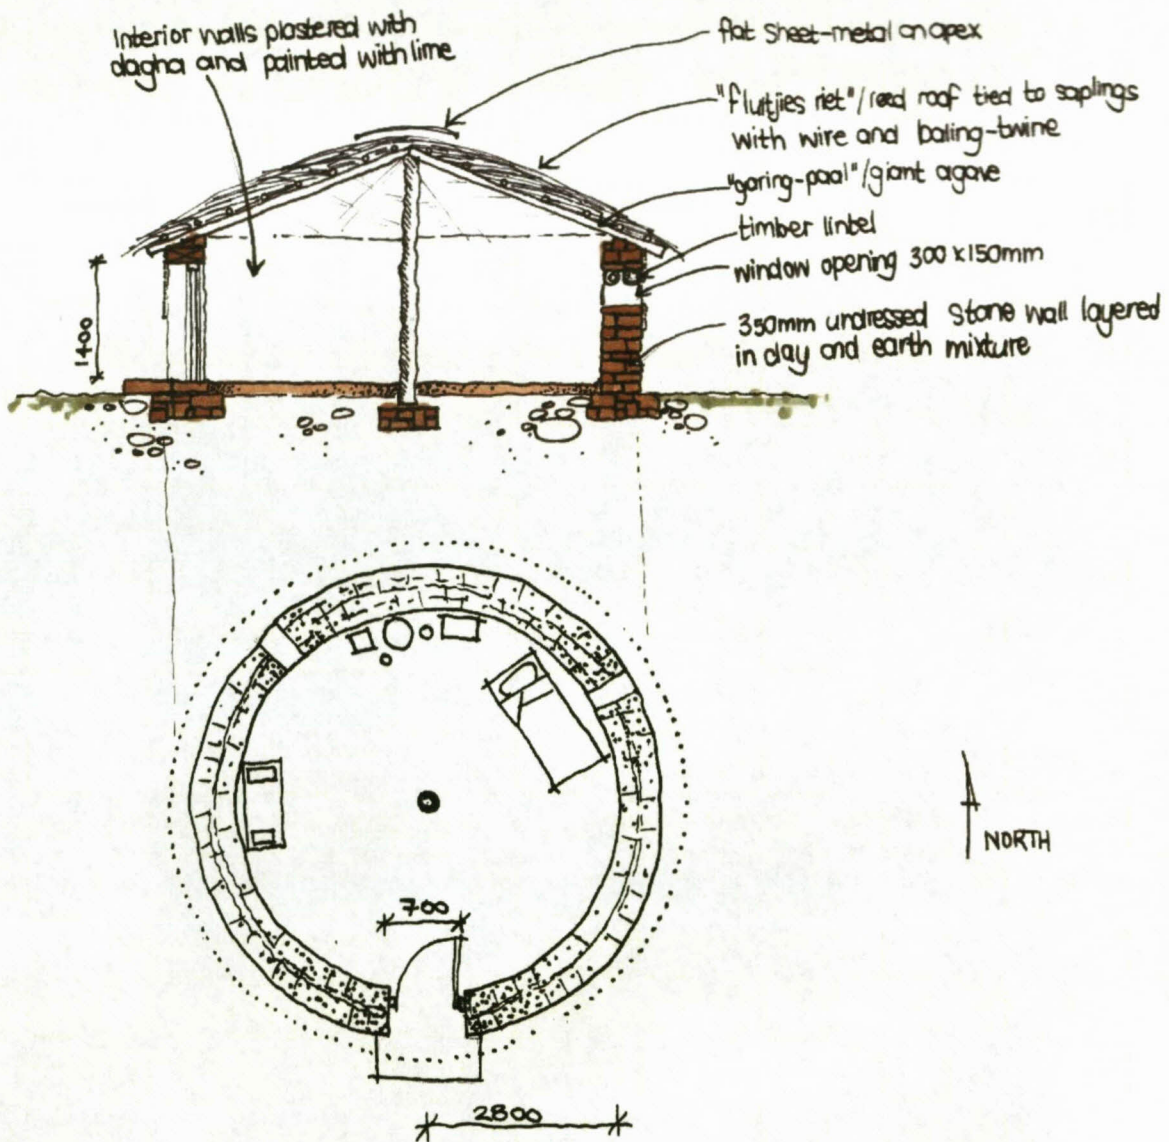 Interior walls plastered with
dagha and painted with lime
flat sheet-metal on apex
"fluitjies riet"/reed roof tied to saplings
with wire and baling-twine
"garing-paal"/giant agave
timber lintel
window opening 300 x 150mm
350mm undressed stone wall layered
in clay and earth mixture
1400
NORTH
700
2800